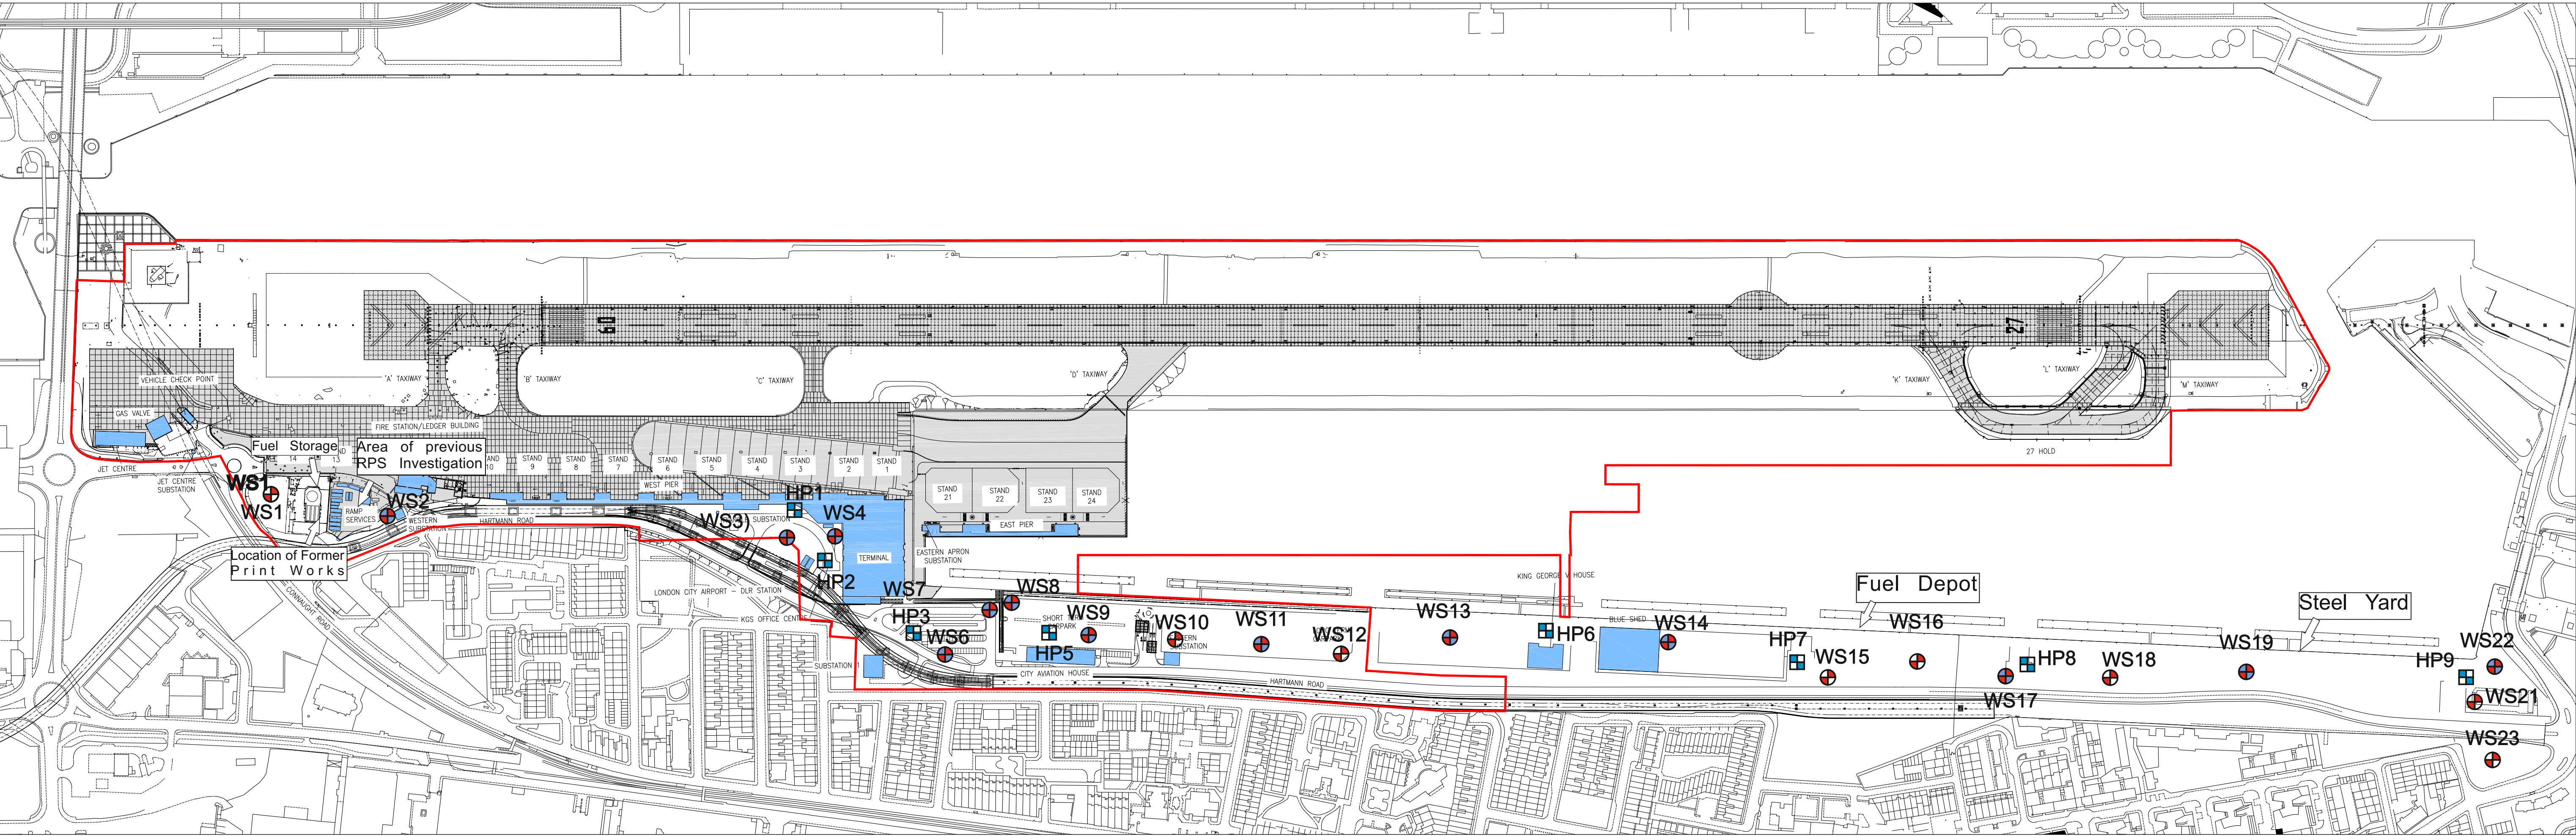 60
27
'A' TAXIWAY
'B' TAXIWAY
'C' TAXIWAY
'D' TAXIWAY
'K' TAXIWAY
'L' TAXIWAY
'M' TAXIWAY
VEHICLE CHECK POINT
GAS VALVE
FIRE STATION/LEDGER BUILDING
27 HOLD
JET CENTRE
JET CENTRE
SUBSTATION
Fuel Storage
14
13
Area of previous
RPS Investigation
10
STAND
9
STAND
8
STAND
7
STAND
6
STAND
5
STAND
4
STAND
3
STAND
2
STAND
1
STAND
21
STAND
22
STAND
23
STAND
24
WEST PIER
EAST PIER
WS1
WS1
RAMP
SERVICES
WS2
WESTERN
HARTMANN ROAD
HP1
WS3)
SUBSTATION
WS4
TERMINAL
EASTERN APRON
SUBSTATION
Location of Former
Print Works
HP2
LONDON CITY AIRPORT - DLR STATION
CONNAUGHT ROAD
KGS OFFICE CENTRE
WS7
WS8
HP3
WS6
SHORT
WS9
HP5
WS10
SUBSTATION
WS11
WS12
WS13
KING GEORGE V HOUSE
HP6
BLUE SHED
WS14
Fuel Depot
HP7
WS15
WS16
Steel Yard
HP8
WS17
WS18
WS19
HP9
WS22
WS21
WS23
SUBSTATION 1
CITY AVIATION HOUSE
HARTMANN ROAD